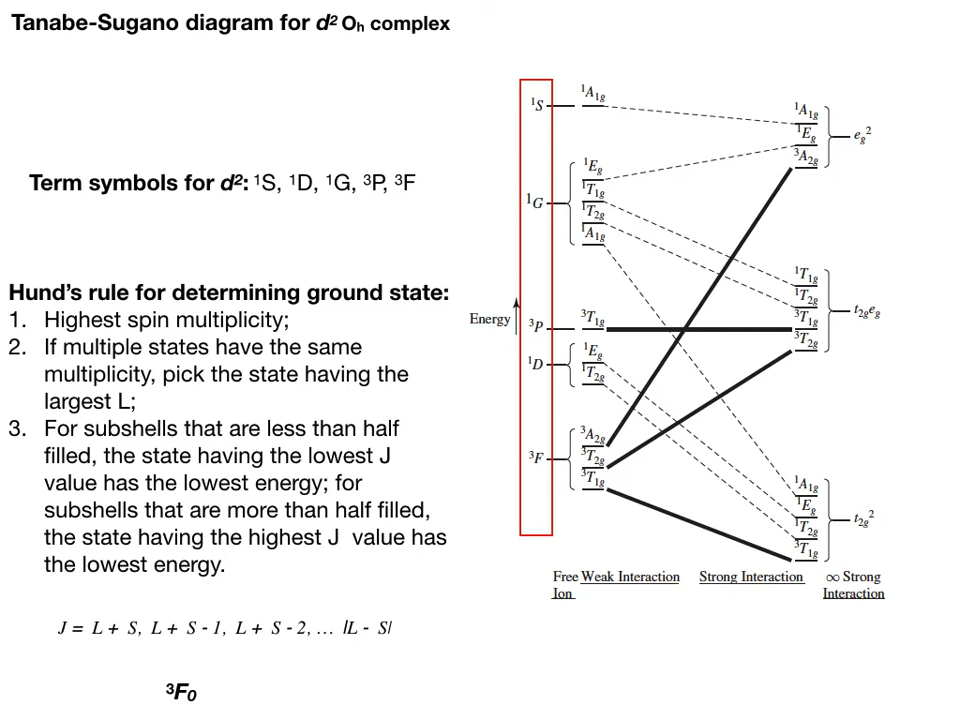 Tanabe-Sugano diagram for d² Oₕ complex
Term symbols for d²: ¹S, ¹D, ¹G, ³P, ³F
Hund’s rule for determining ground state:
1. Highest spin multiplicity;
2. If multiple states have the same
multiplicity, pick the state having the
largest L;
3. For subshells that are less than half
filled, the state having the lowest J
value has the lowest energy; for
subshells that are more than half filled,
the state having the highest J value has
the lowest energy.
J = L + S, L + S - 1, L + S - 2, … |L - S|
³F₀
¹S
¹A₁g
¹G
¹Eg
¹T₁g
¹T₂g
¹A₁g
Energy
³P
³T₁g
¹D
¹Eg
¹T₂g
³F
³A₂g
³T₂g
³T₁g
¹A₁g
¹Eg
³A₂g
eg²
¹T₁g
¹T₂g
³T₁g
³T₂g
t₂geg
¹A₁g
¹Eg
¹T₂g
³T₁g
t₂g²
Free Weak Interaction Strong Interaction ∞ Strong
Ion Interaction